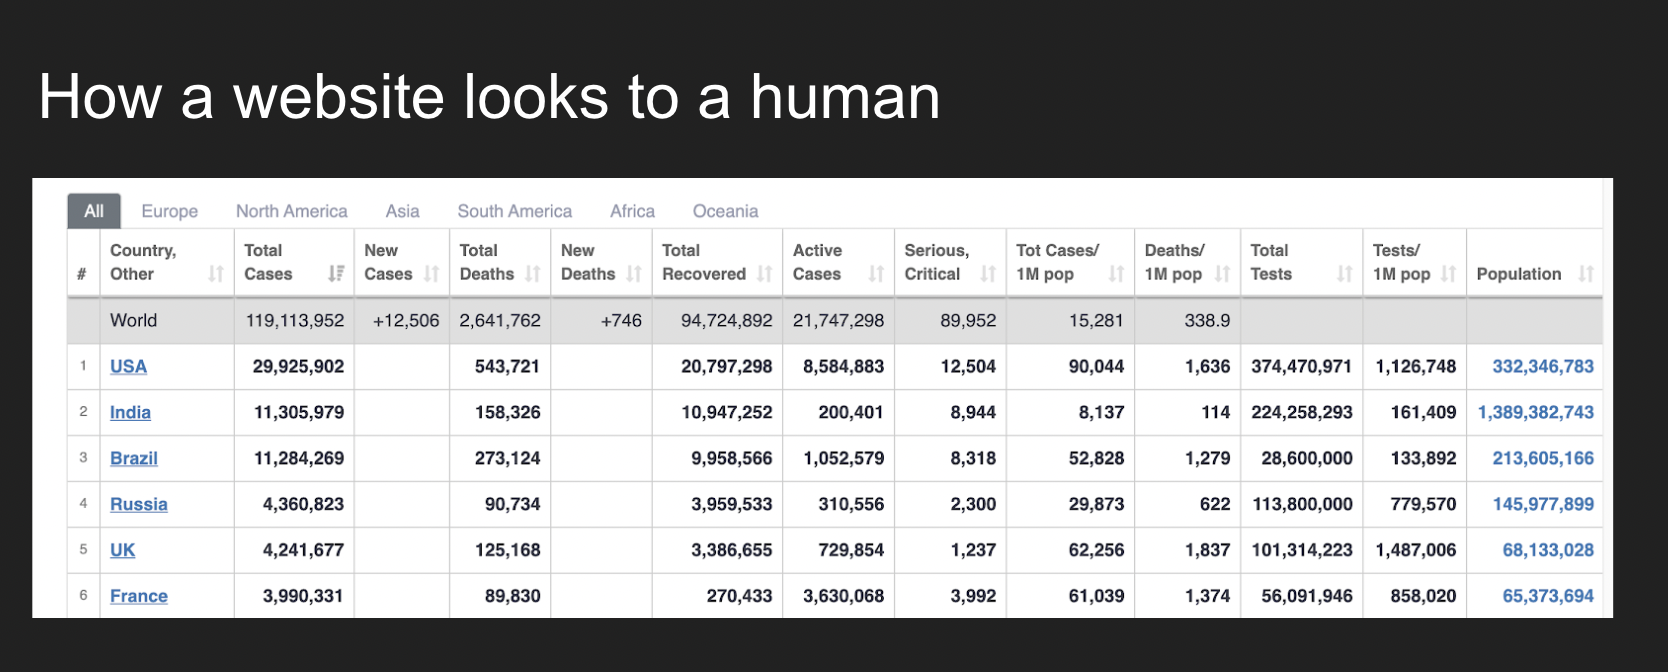 How a website looks to a human
All Europe North America Asia South America Africa Oceania
# Country, Other Total Cases New Cases Total Deaths New Deaths Total Recovered Active Cases Serious, Critical Tot Cases/ 1M pop Deaths/ 1M pop Total Tests Tests/ 1M pop Population
World 119,113,952 +12,506 2,641,762 +746 94,724,892 21,747,298 89,952 15,281 338.9
1 USA 29,925,902 543,721 20,797,298 8,584,883 12,504 90,044 1,636 374,470,971 1,126,748 332,346,783
2 India 11,305,979 158,326 10,947,252 200,401 8,944 8,137 114 224,258,293 161,409 1,389,382,743
3 Brazil 11,284,269 273,124 9,958,566 1,052,579 8,318 52,828 1,279 28,600,000 133,892 213,605,166
4 Russia 4,360,823 90,734 3,959,533 310,556 2,300 29,873 622 113,800,000 779,570 145,977,899
5 UK 4,241,677 125,168 3,386,655 729,854 1,237 62,256 1,837 101,314,223 1,487,006 68,133,028
6 France 3,990,331 89,830 270,433 3,630,068 3,992 61,039 1,374 56,091,946 858,020 65,373,694